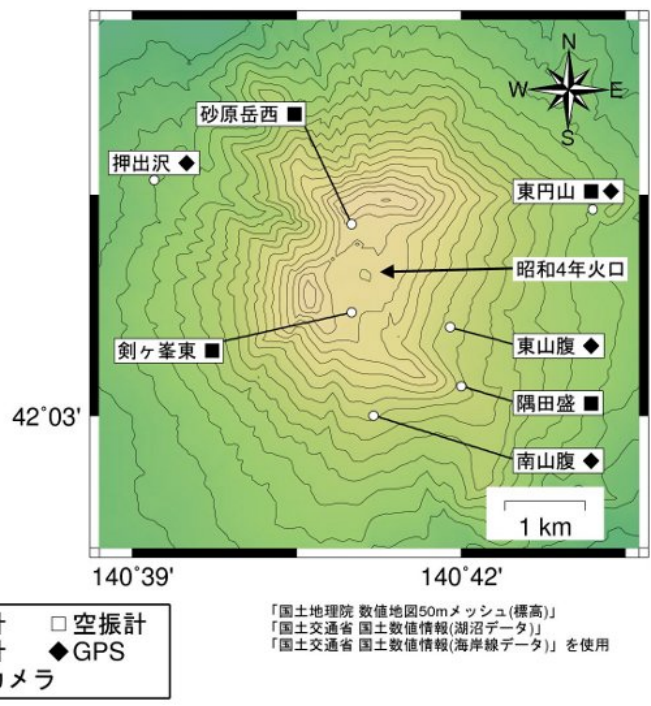 N
W E
S
砂原岳西 ■
押出沢 ◆
東円山 ■◆
昭和4年火口
剣ヶ峯東 ■
東山腹 ◆
隅田盛 ■
42°03'
南山腹 ◆
1 km
140°39' 140°42'
計 □ 空振計
計 ◆ GPS
カメラ
「国土地理院 数値地図50mメッシュ(標高)」
「国土交通省 国土数値情報(湖沼データ)」
「国土交通省 国土数値情報(海岸線データ)」を使用